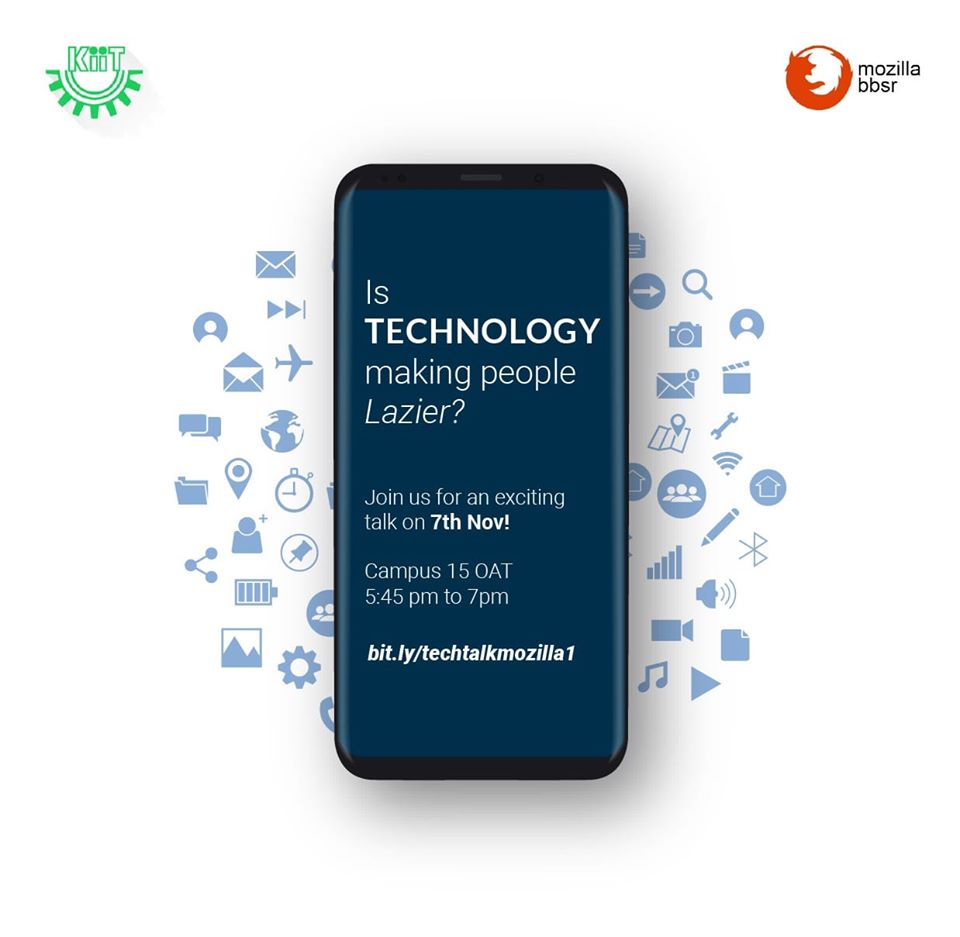 KiiT
mozilla
bbsr
Is
TECHNOLOGY
making people
Lazier?
1
Join us for an exciting
talk on 7th Nov!
Campus 15 OAT
5:45 pm to 7pm
bit.ly/techtalkmozilla1